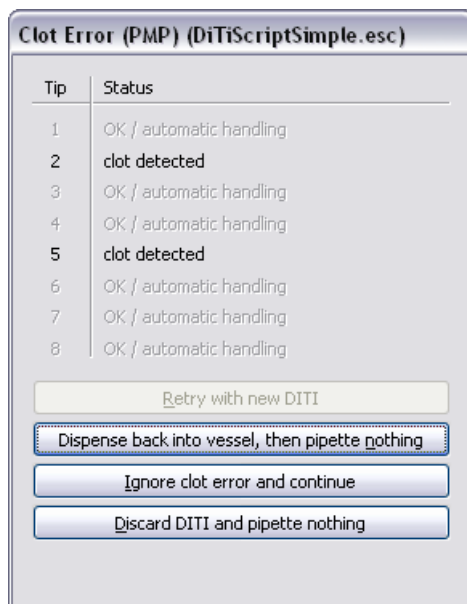 Clot Error (PMP) (DiTiScriptSimple.esc)
Tip Status
1 OK / automatic handling
2 clot detected
3 OK / automatic handling
4 OK / automatic handling
5 clot detected
6 OK / automatic handling
7 OK / automatic handling
8 OK / automatic handling
Retry with new DITI
Dispense back into vessel, then pipette nothing
Ignore clot error and continue
Discard DITI and pipette nothing